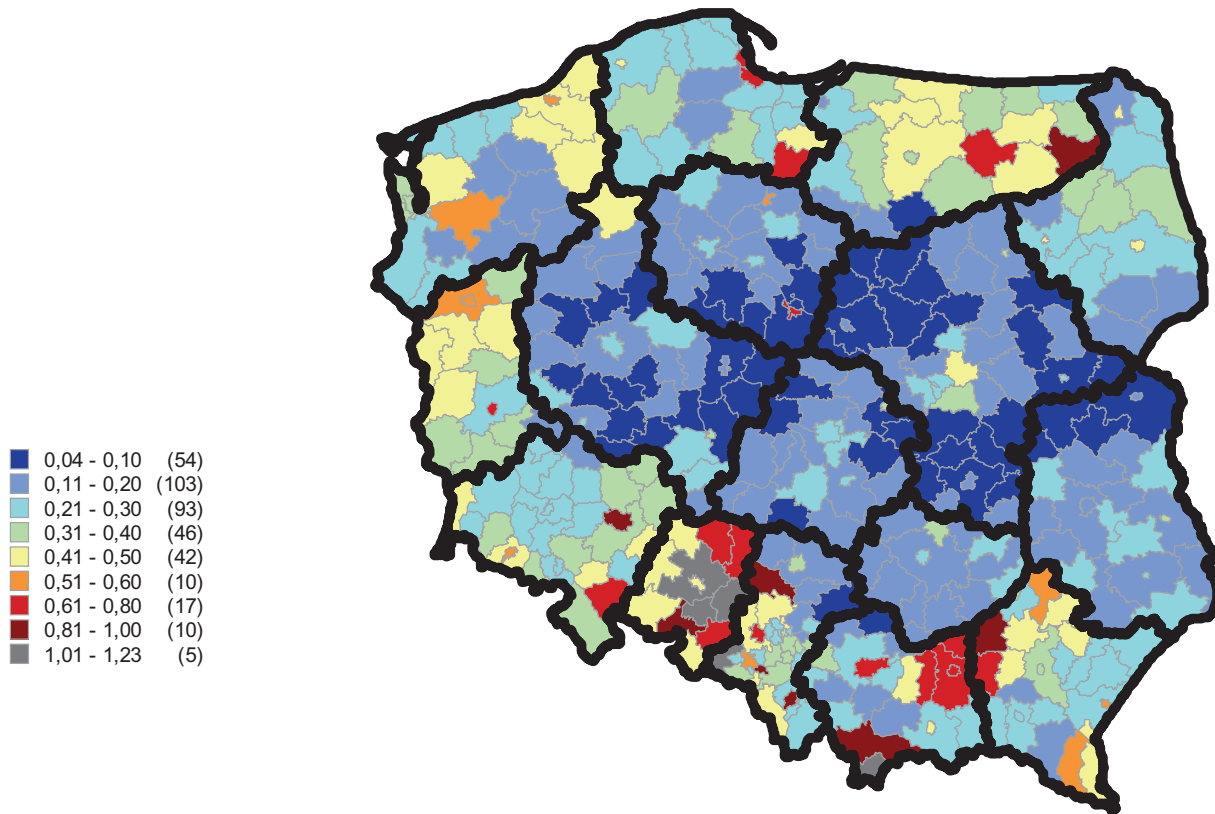 0,04 - 0,10 (54)
0,11 - 0,20 (103)
0,21 - 0,30 (93)
0,31 - 0,40 (46)
0,41 - 0,50 (42)
0,51 - 0,60 (10)
0,61 - 0,80 (17)
0,81 - 1,00 (10)
1,01 - 1,23 (5)